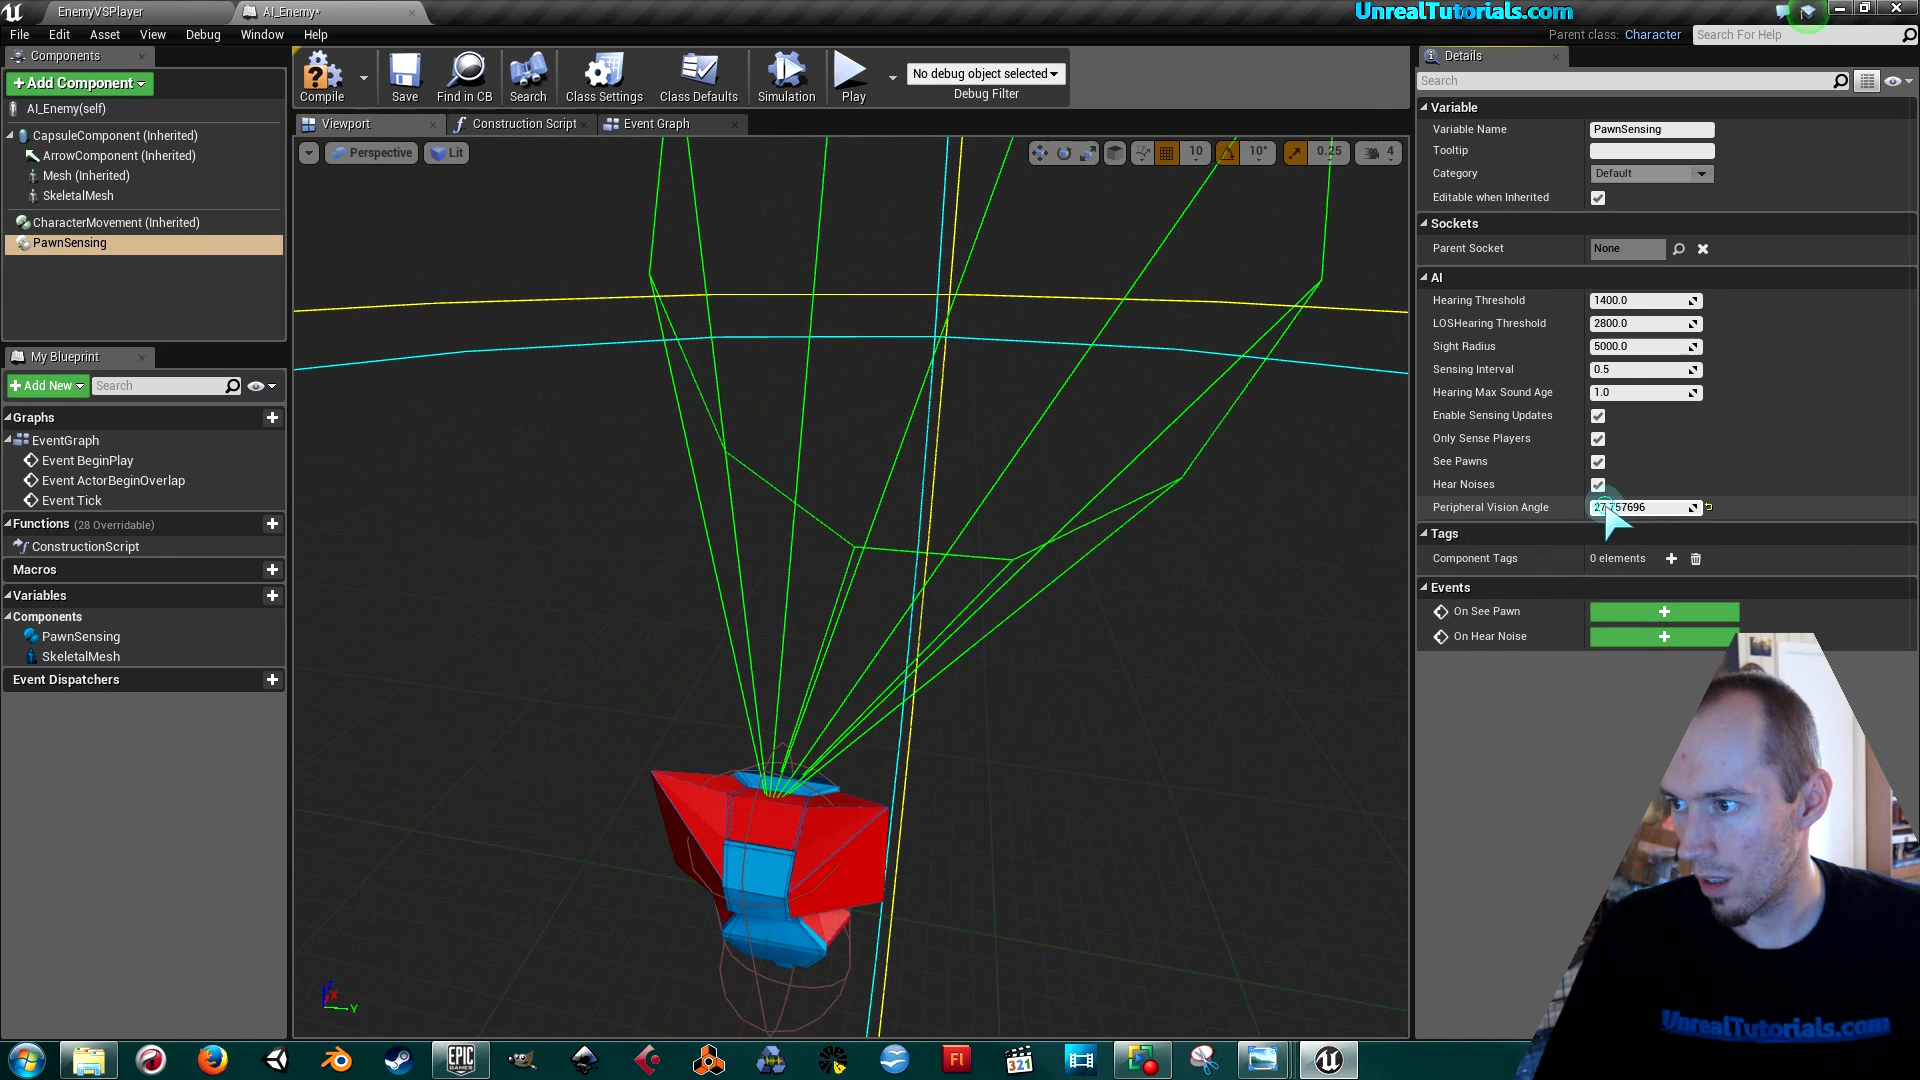 EnemyVSPlayer
AI_Enemy*
UnrealTutorials.com
File
Edit
Asset
View
Debug
Window
Help
Parent class:
Character
Search For Help
Components
+Add Component
AI_Enemy(self)
CapsuleComponent (Inherited)
ArrowComponent (Inherited)
Mesh (Inherited)
SkeletalMesh
CharacterMovement (Inherited)
PawnSensing
My Blueprint
+Add New
Search
Graphs
EventGraph
Event BeginPlay
Event ActorBeginOverlap
Event Tick
Functions (28 Overridable)
ConstructionScript
Macros
Variables
Components
PawnSensing
SkeletalMesh
Event Dispatchers
Compile
Save
Find in CB
Search
Class Settings
Class Defaults
Simulation
Play
No debug object selected
Debug Filter
Viewport
Construction Script
Event Graph
Perspective
Lit
10
10°
0.25
4
Z
X
Y
Details
Search
Variable
Variable Name
PawnSensing
Tooltip
Category
Default
Editable when Inherited
Sockets
Parent Socket
None
AI
Hearing Threshold
1400.0
LOSHearing Threshold
2800.0
Sight Radius
5000.0
Sensing Interval
0.5
Hearing Max Sound Age
1.0
Enable Sensing Updates
Only Sense Players
See Pawns
Hear Noises
Peripheral Vision Angle
Tags
Component Tags
0 elements
Events
On See Pawn
On Hear Noise
UnrealTutorials.com
EPIC
GAMES
Fl
321